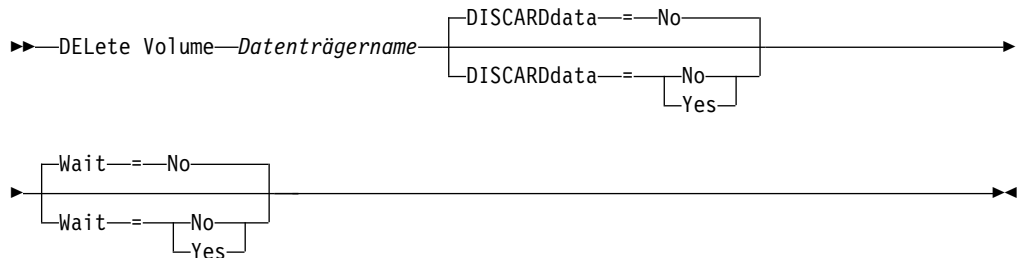 DISCARDdata = No
DELete Volume Datenträgername
DISCARDdata = No
Yes
Wait = No
Wait = No
Yes